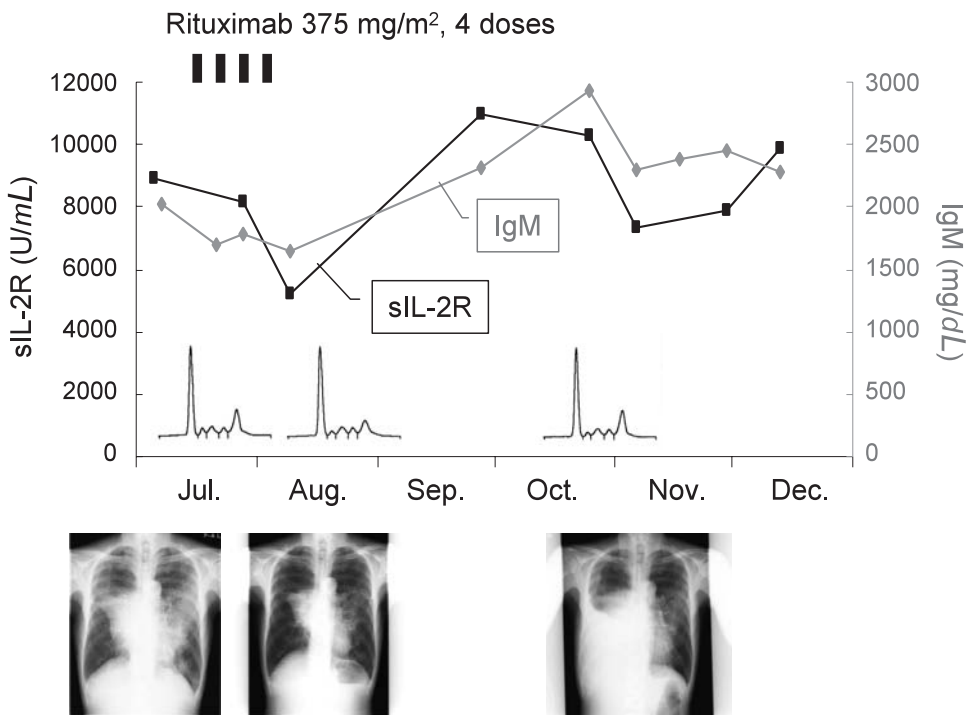 Rituximab 375 mg/m², 4 doses
sIL-2R (U/mL)
12000
10000
8000
6000
4000
2000
0
IgM
sIL-2R
3000
2500
2000
1500
1000
500
0
IgM (mg/dL)
Jul. Aug. Sep. Oct. Nov. Dec.